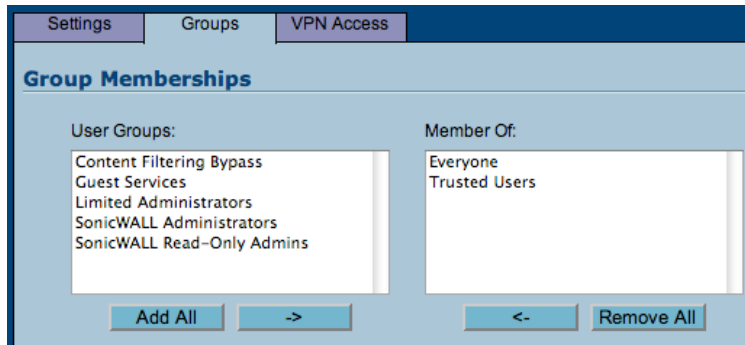 Settings Groups VPN Access
Group Memberships
User Groups: Member Of:
Content Filtering Bypass
Guest Services
Limited Administrators
SonicWALL Administrators
SonicWALL Read-Only Admins
Everyone
Trusted Users
Add All -> <- Remove All